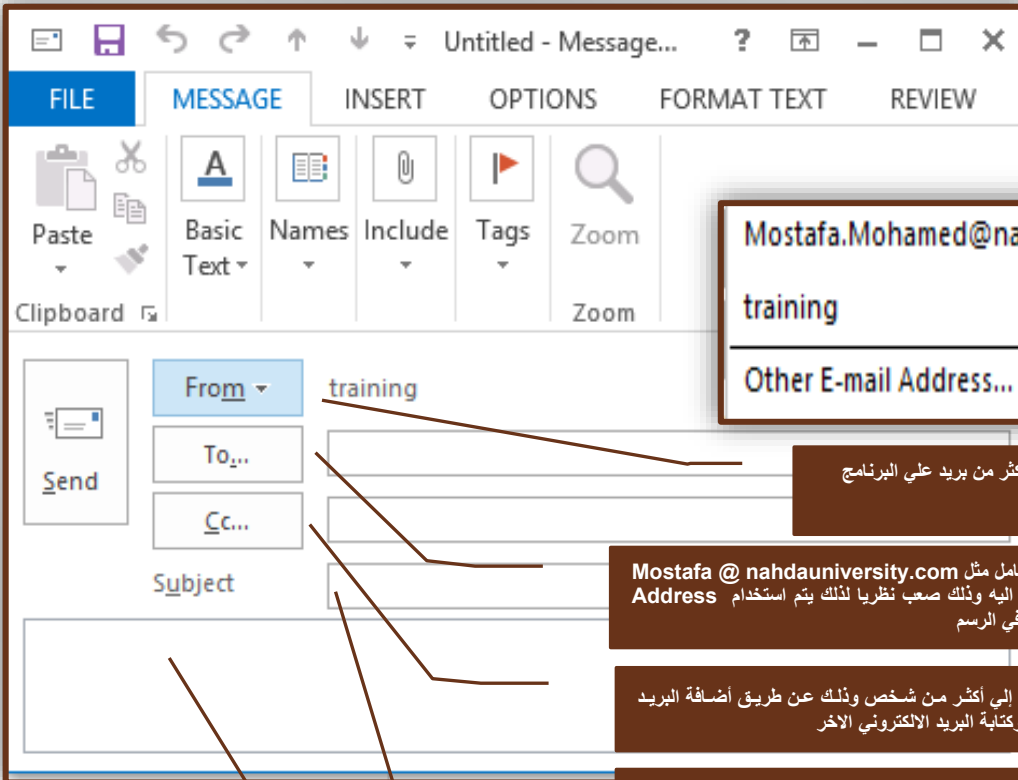 Untitled - Message...
FILE MESSAGE INSERT OPTIONS FORMAT TEXT REVIEW
Paste
Basic Text
Names
Include
Tags
Zoom
Clipboard
Zoom
Mostafa.Mohamed@na
training
Other E-mail Address...
From training
To...
Send
Cc...
Subject
من بريد علي البرنامج
مثل Mostafa @ nahdauniversity.com
اليه وذلك صعب نظريا لذلك يتم استخدام Address
في الرسم
إلي أكثر من شخص وذلك عن طريق أضافة البريد
وكتابة البريد الالكتروني الاخر